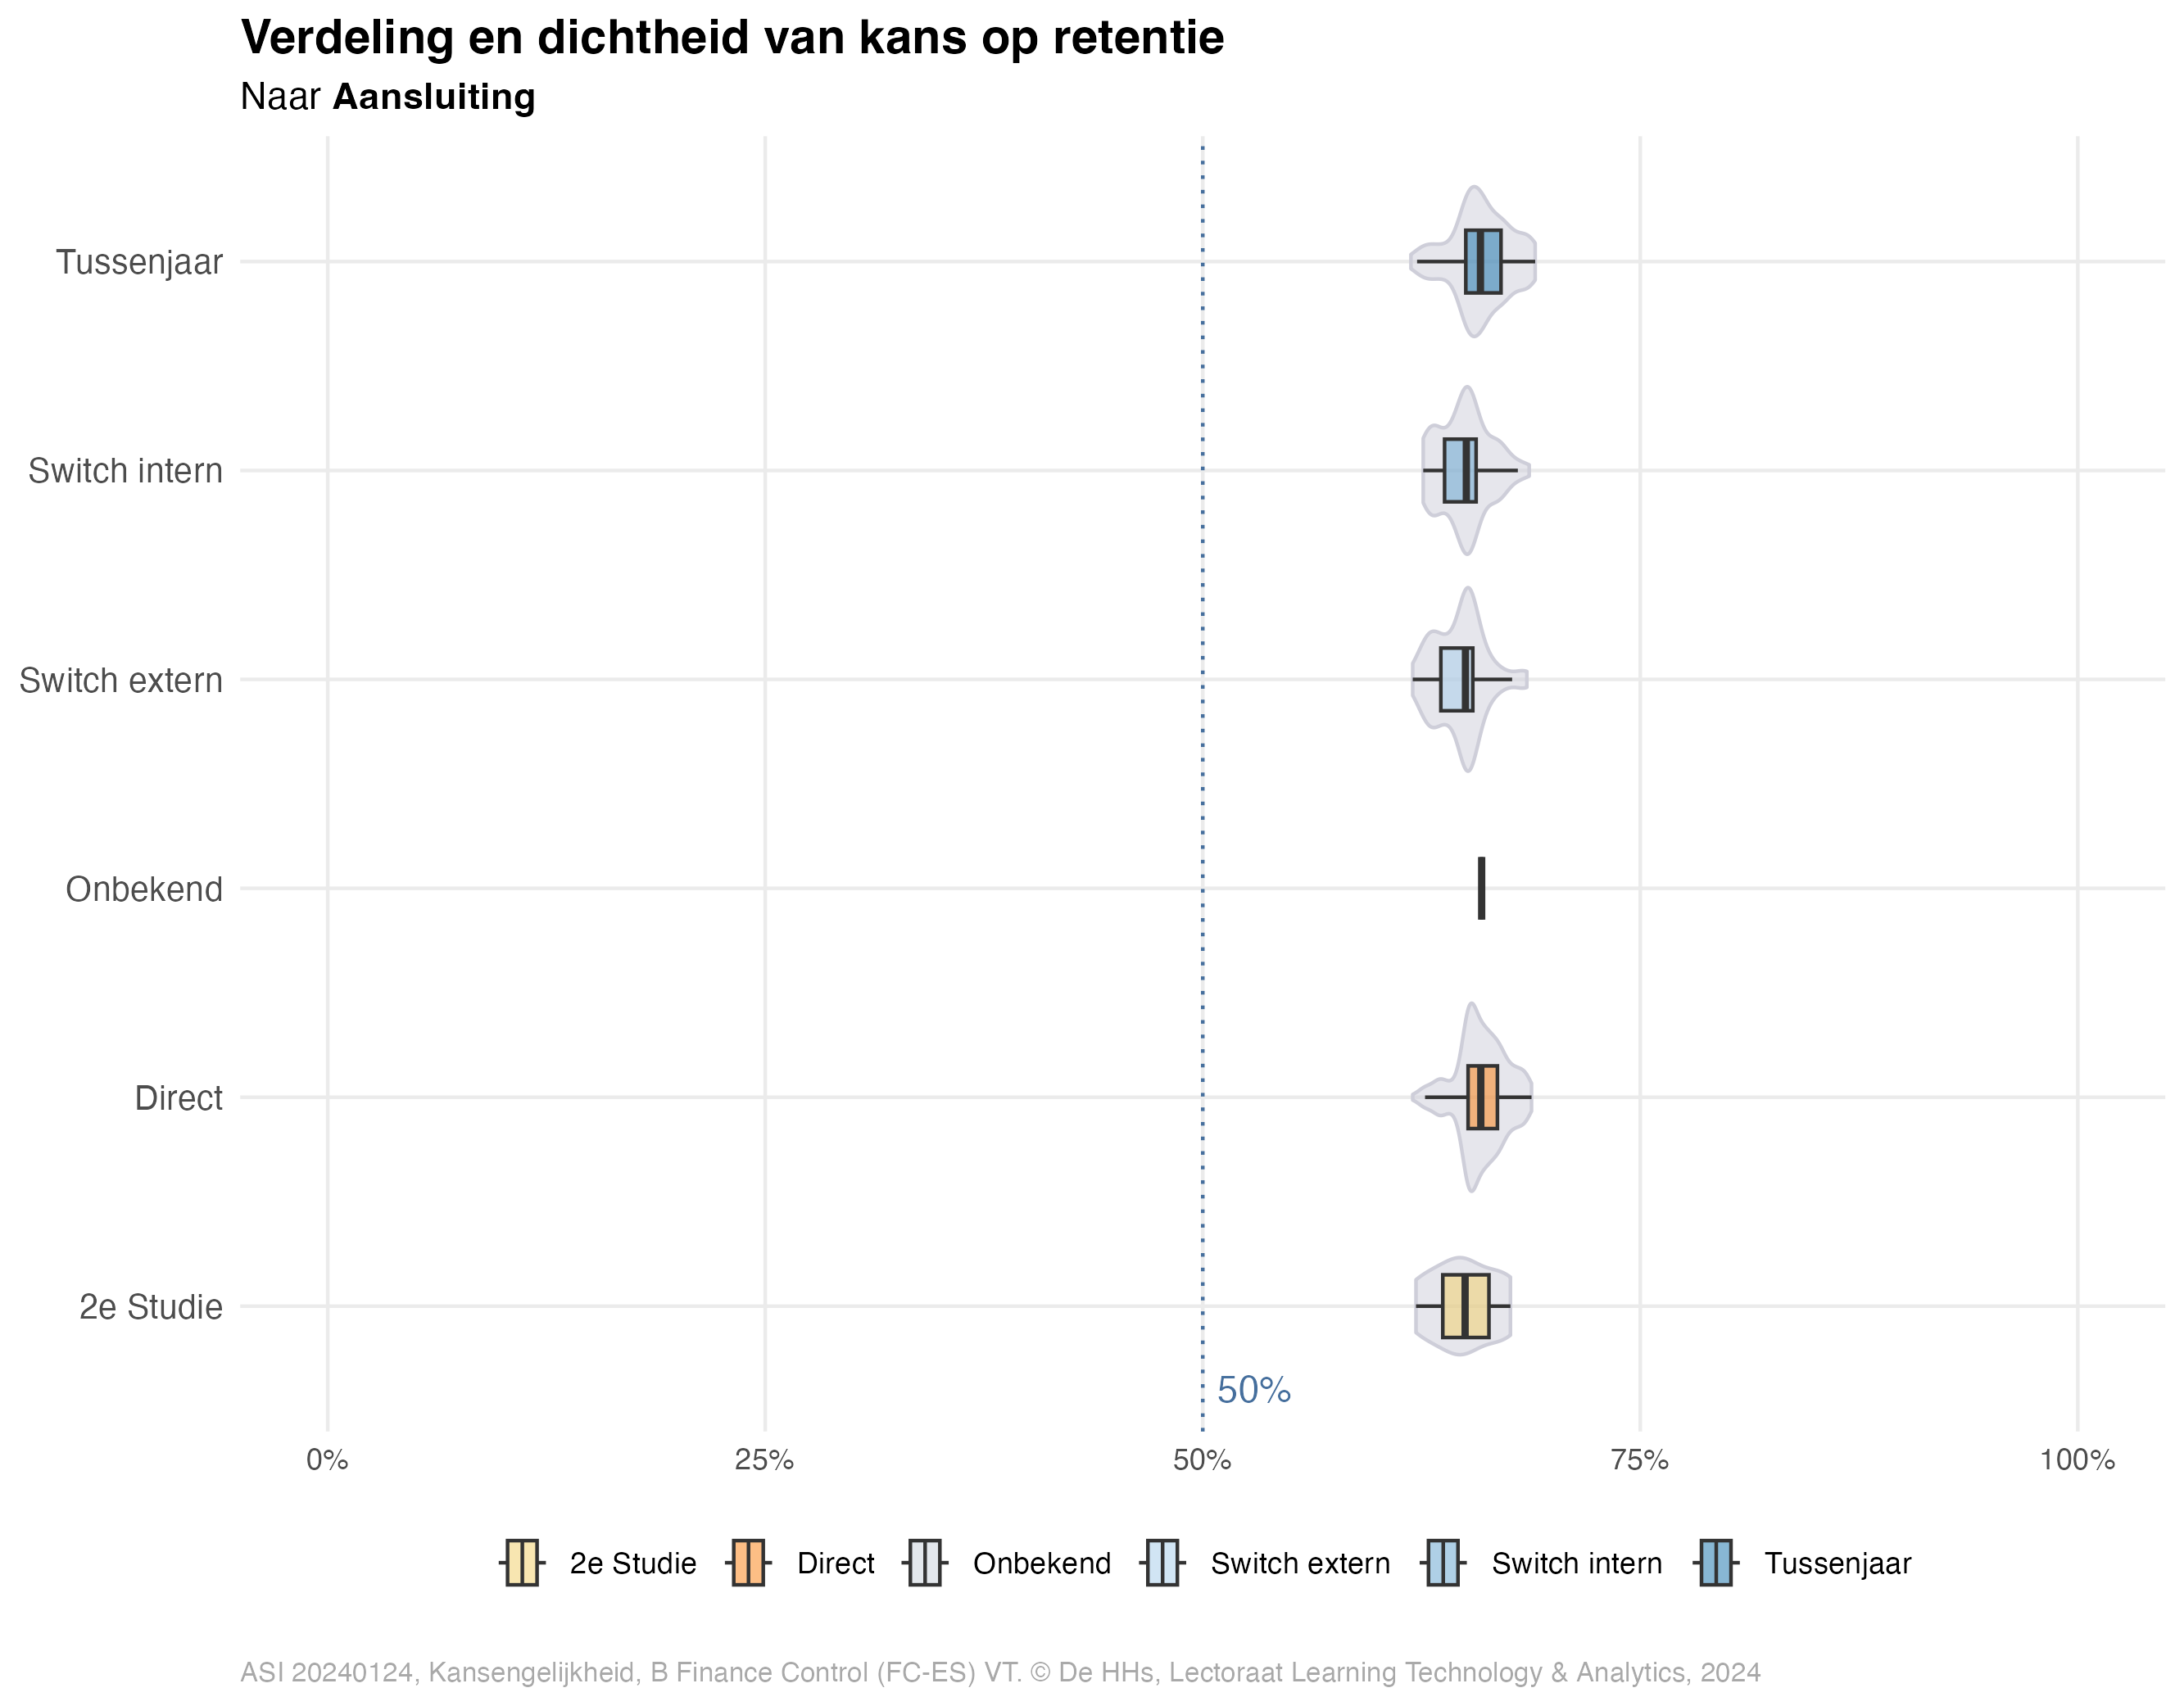 Verdeling en dichtheid van kans op retentie
Naar Aansluiting
Tussenjaar
Switch intern
Switch extern
Onbekend
Direct
2e Studie
50%
0% 25% 50% 75% 100%
2e Studie Direct Onbekend Switch extern Switch intern Tussenjaar
ASI 20240124, Kansengelijkheid, B Finance Control (FC-ES) VT. © De HHs, Lectoraat Learning Technology & Analytics, 2024